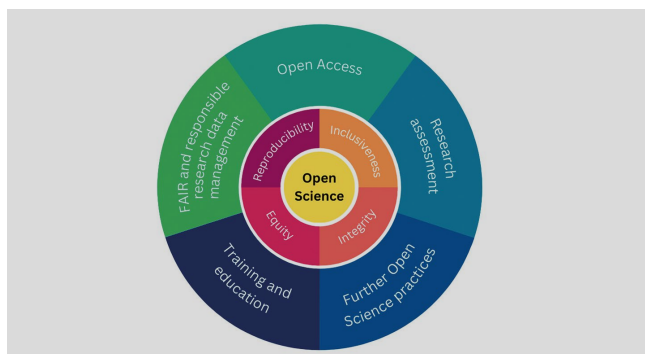 Open Access
FAIR and responsible
research data
management
Research
assessment
Reproducibility
Inclusiveness
Open
Science
Equity
Integrity
Training and
education
Further Open
Science practices